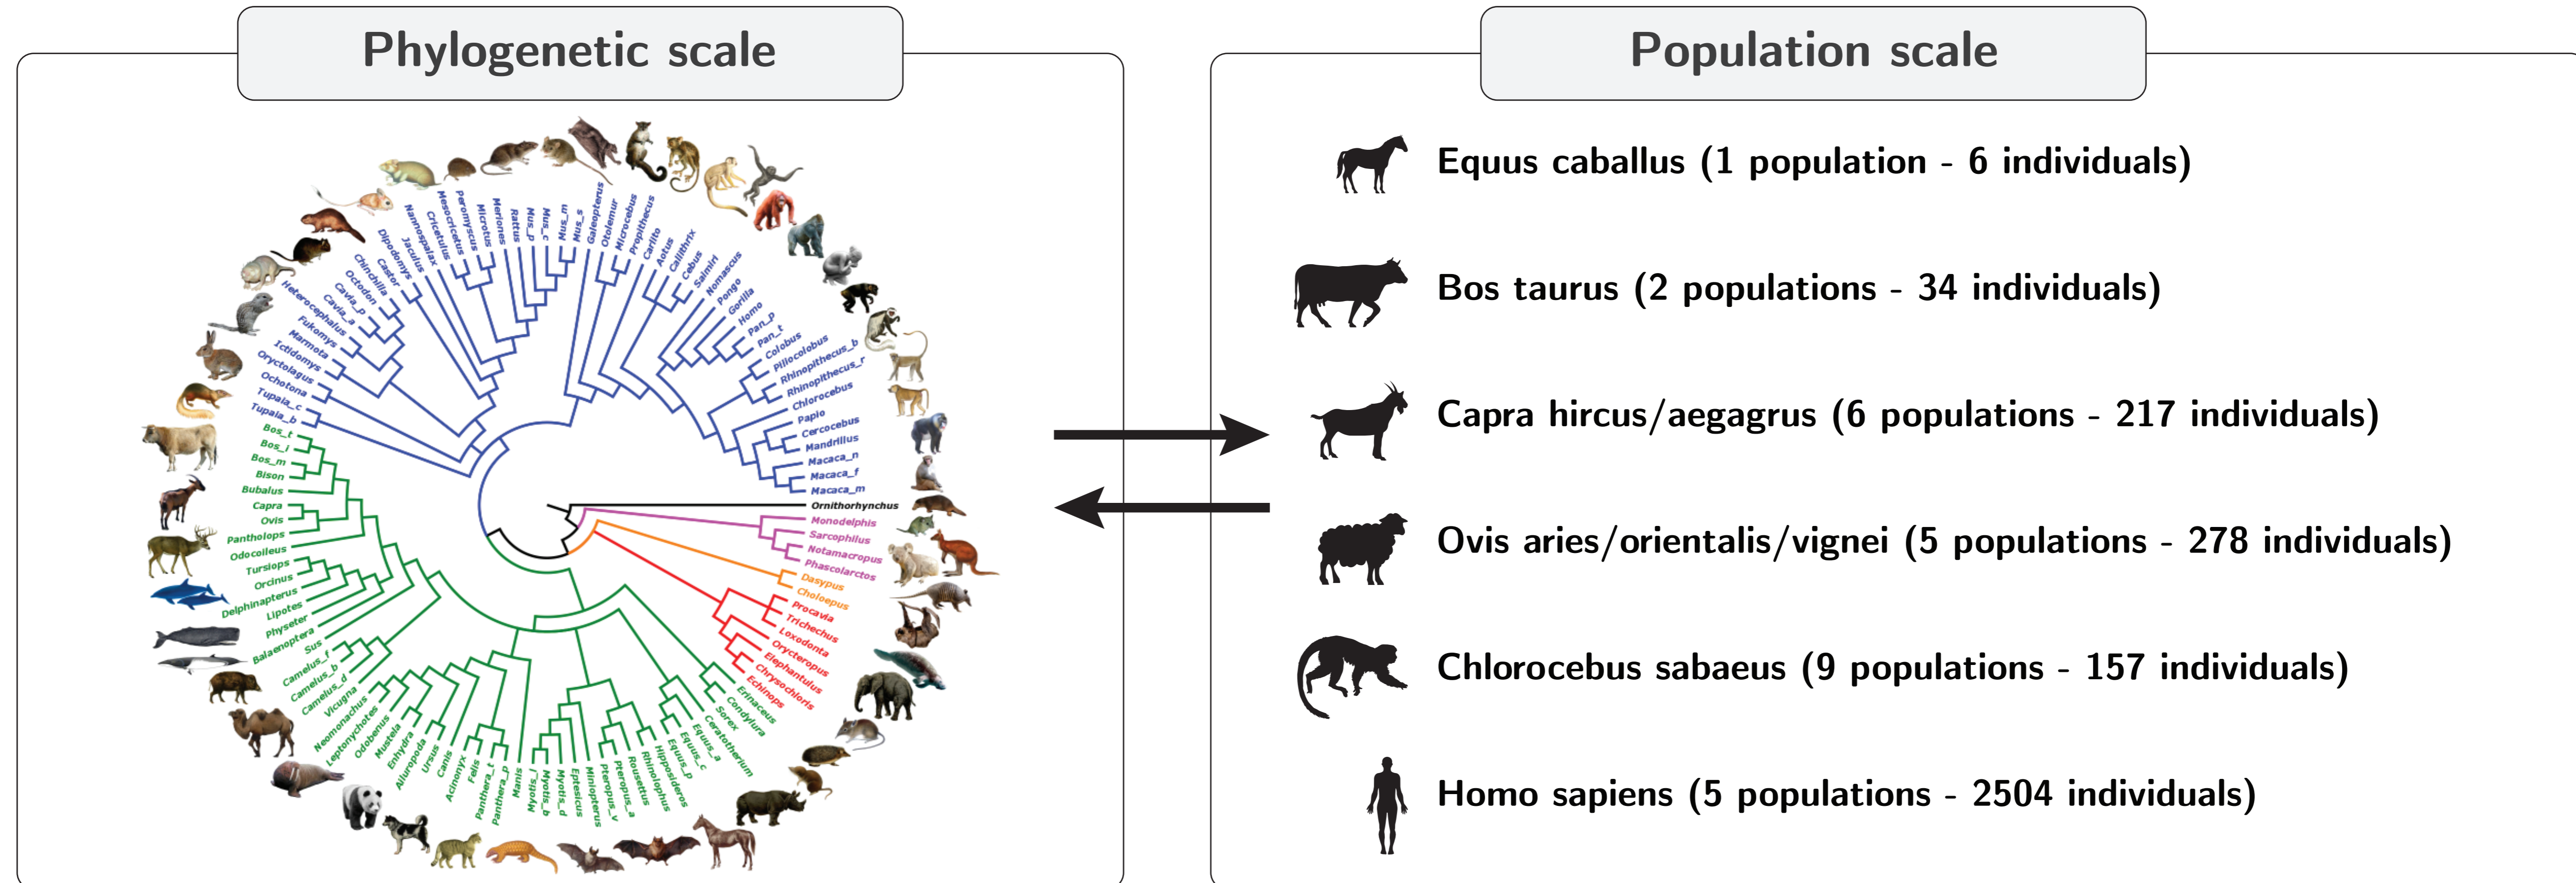 Phylogenetic scale
Population scale
Equus caballus (1 population - 6 individuals)
Bos taurus (2 populations - 34 individuals)
Capra hircus/aegagrus (6 populations - 217 individuals)
Ovis aries/orientalis/vignei (5 populations - 278 individuals)
Chlorocebus sabaeus (9 populations - 157 individuals)
Homo sapiens (5 populations - 2504 individuals)
Galeopterus
Otolemur
Microcebus
Propithecus
Carlito
Aotus
Callithrix
Cebus
Saimiri
Nomascus
Pongo
Gorilla
Homo
Pan_p
Pan_t
Colobus
Piliocolobus
Rhinopithecus_b
Rhinopithecus_r
Chlorocebus
Papio
Cercocebus
Mandrillus
Macaca_n
Macaca_f
Macaca_m
Ornithorhynchus
Monodelphis
Sarcophilus
Notamacropus
Phascolarctos
Dasypus
Choloepus
Procavia
Trichechus
Loxodonta
Orycteropus
Elephantulus
Chrysochloris
Echinops
Erinaceus
Condylura
Sorex
Ceratotherium
Equus_a
Equus_c
Equus_p
Hipposideros
Rhinolophus
Rousettus
Pteropus_a
Pteropus_v
Miniopterus
Eptesicus
Myotis_d
Myotis_b
Myotis_l
Manis
Panthera_p
Panthera_t
Felis
Acinonyx
Canis
Ursus
Ailuropoda
Enhydra
Mustela
Odobenus
Leptonychotes
Neomonachus
Vicugna
Camelus_d
Camelus_b
Camelus_f
Sus
Balaenoptera
Physeter
Lipotes
Delphinapterus
Orcinus
Tursiops
Odocoileus
Pantholops
Ovis
Capra
Bubalus
Bison
Bos_m
Bos_i
Bos_t
Tupaia_b
Tupaia_c
Ochotona
Oryctolagus
Ictidomys
Marmota
Fukomys
Heterocephalus
Cavia_a
Cavia_p
Octodon
Chinchilla
Castor
Dipodomys
Jaculus
Nannospalax
Cricetulus
Mesocricetus
Peromyscus
Microtus
Meriones
Rattus
Mus_p
Mus_c
Mus_m
Mus_s